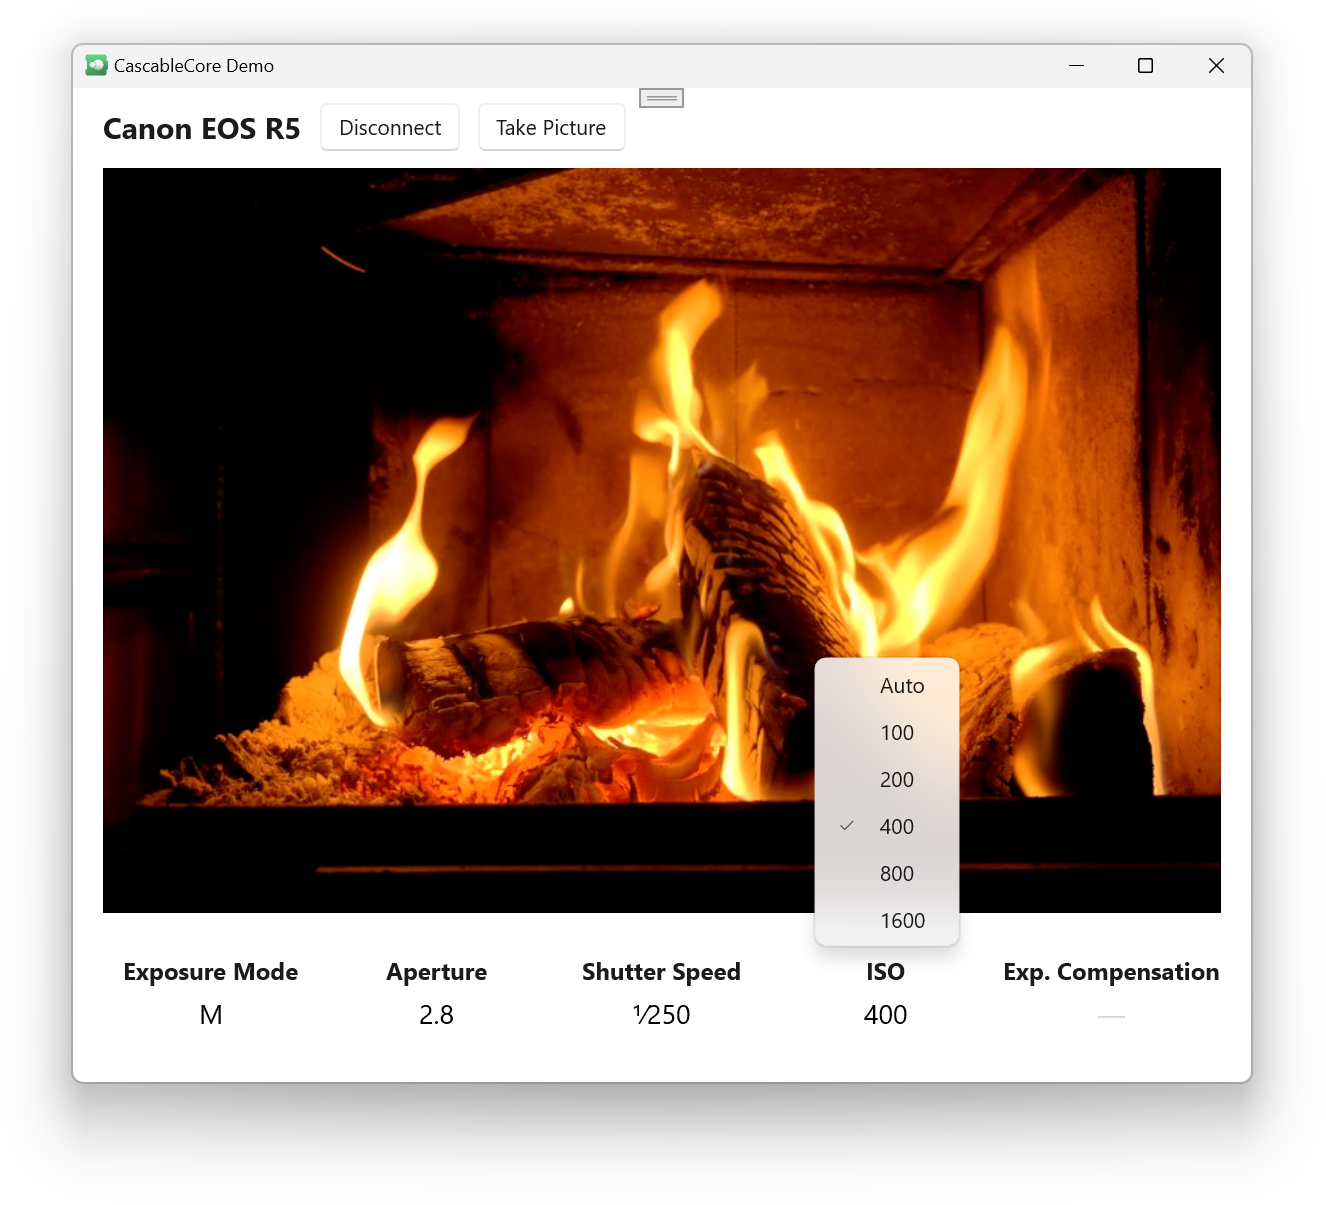 CascableCore Demo
Canon EOS R5 Disconnect Take Picture
Auto
100
200
400
800
1600
Exposure Mode Aperture Shutter Speed ISO Exp. Compensation
M 2.8 1⁄250 400 —